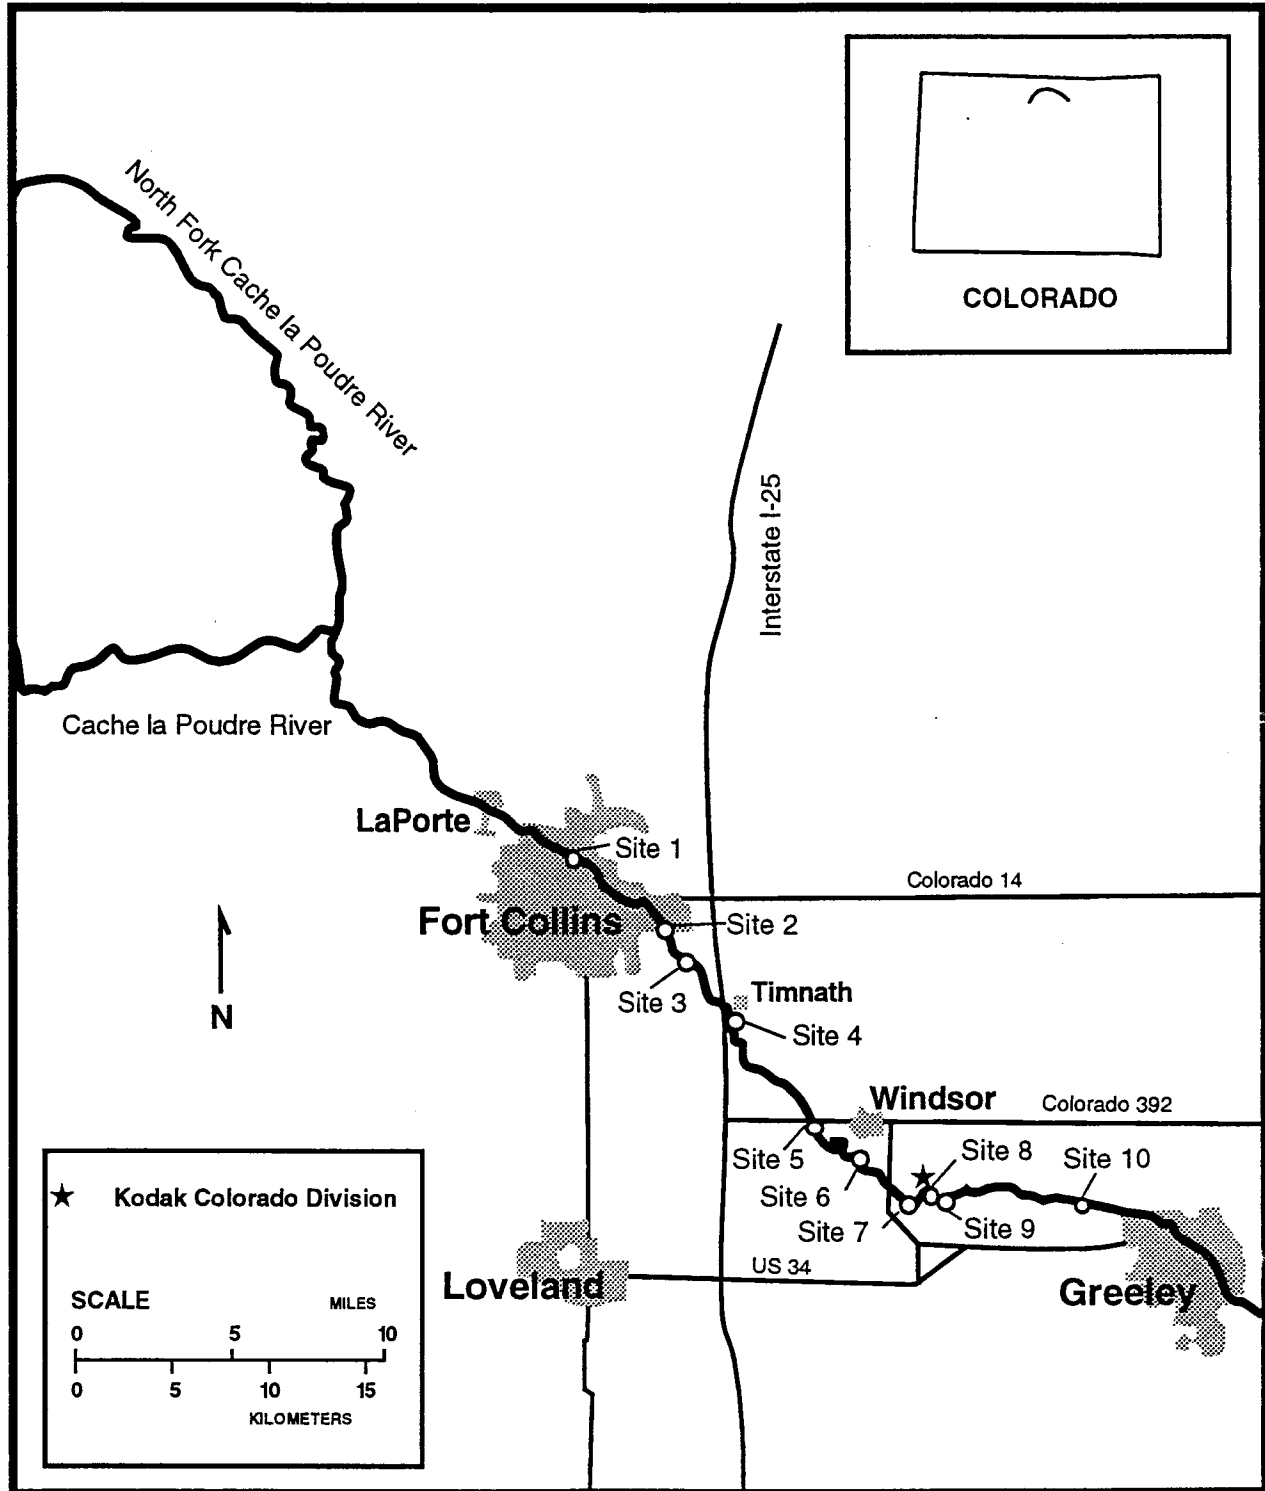 COLORADO
North Fork Cache la Poudre River
Interstate I-25
Cache la Poudre River
LaPorte
Site 1
Colorado 14
Fort Collins
Site 2
Timnath
Site 3
Site 4
N
Windsor
Colorado 392
Site 5
Site 8
Site 10
Site 6
Site 7
Site 9
US 34
Loveland
Greeley
Kodak Colorado Division
SCALE
MILES
0 5 10
0 5 10 15
KILOMETERS